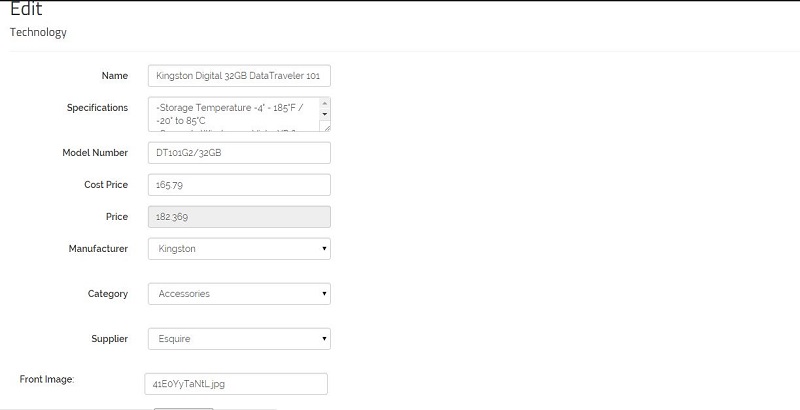 Edit
Technology
Name Kingston Digital 32GB DataTraveler 101
Specifications -Storage Temperature -4° - 185°F /
-20° to 85°C
Model Number DT101G2/32GB
Cost Price 165.79
Price 182.369
Manufacturer Kingston
Category Accessories
Supplier Esquire
Front Image: 41E0YyTaNtL.jpg